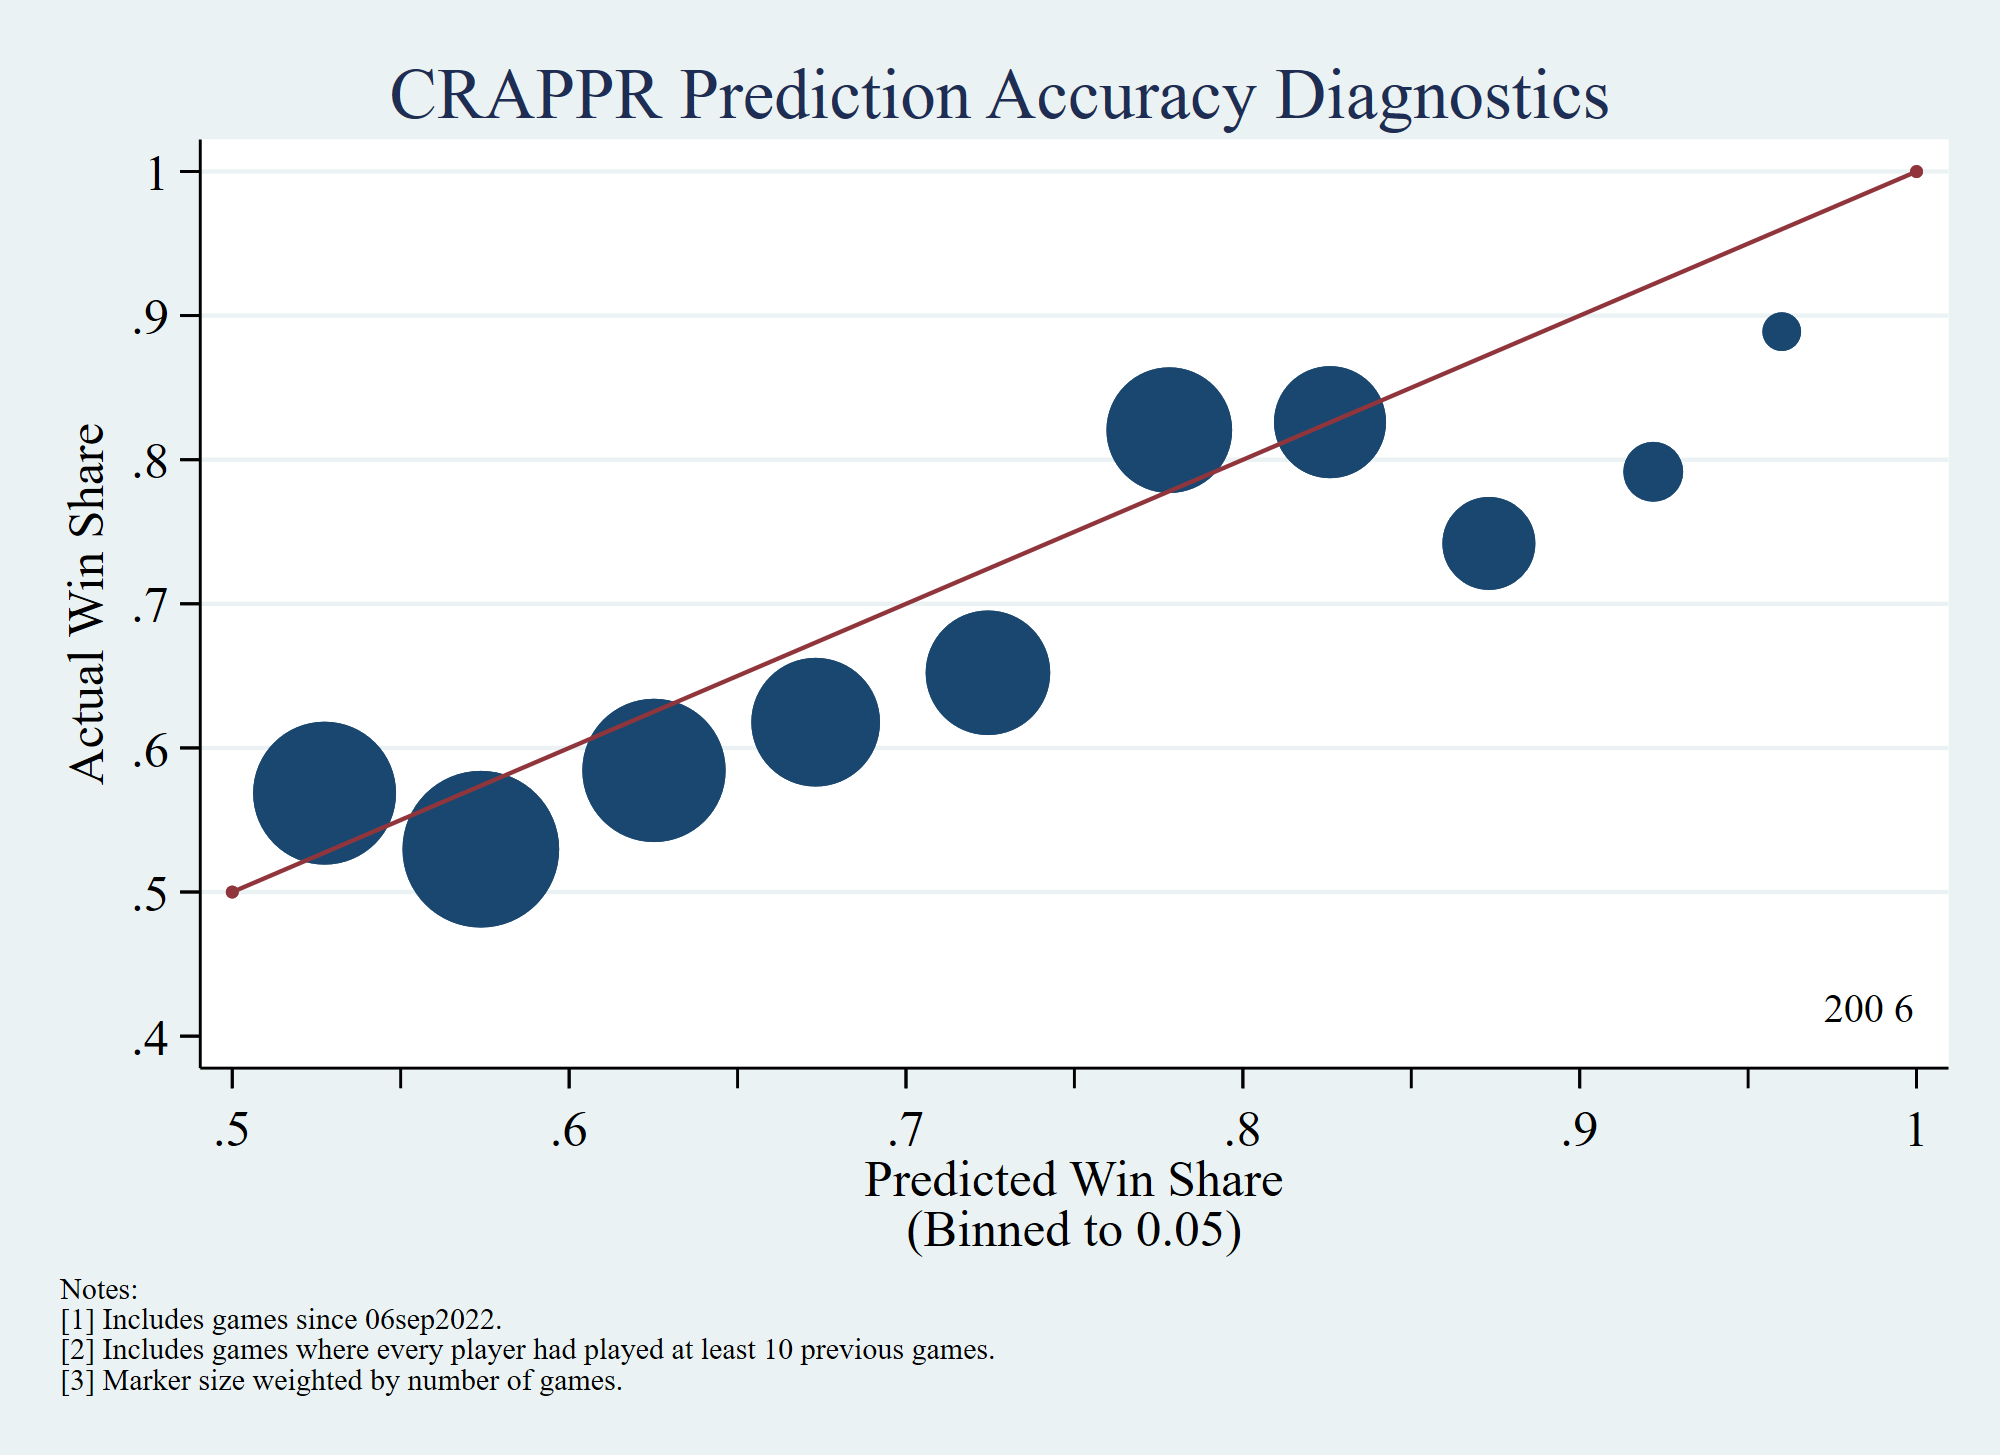 CRAPPR Prediction Accuracy Diagnostics
Actual Win Share
1
.9
.8
.7
.6
.5
.4
200 6
.5 .6 .7 .8 .9 1
Predicted Win Share
(Binned to 0.05)
Notes:
[1] Includes games since 06sep2022.
[2] Includes games where every player had played at least 10 previous games.
[3] Marker size weighted by number of games.